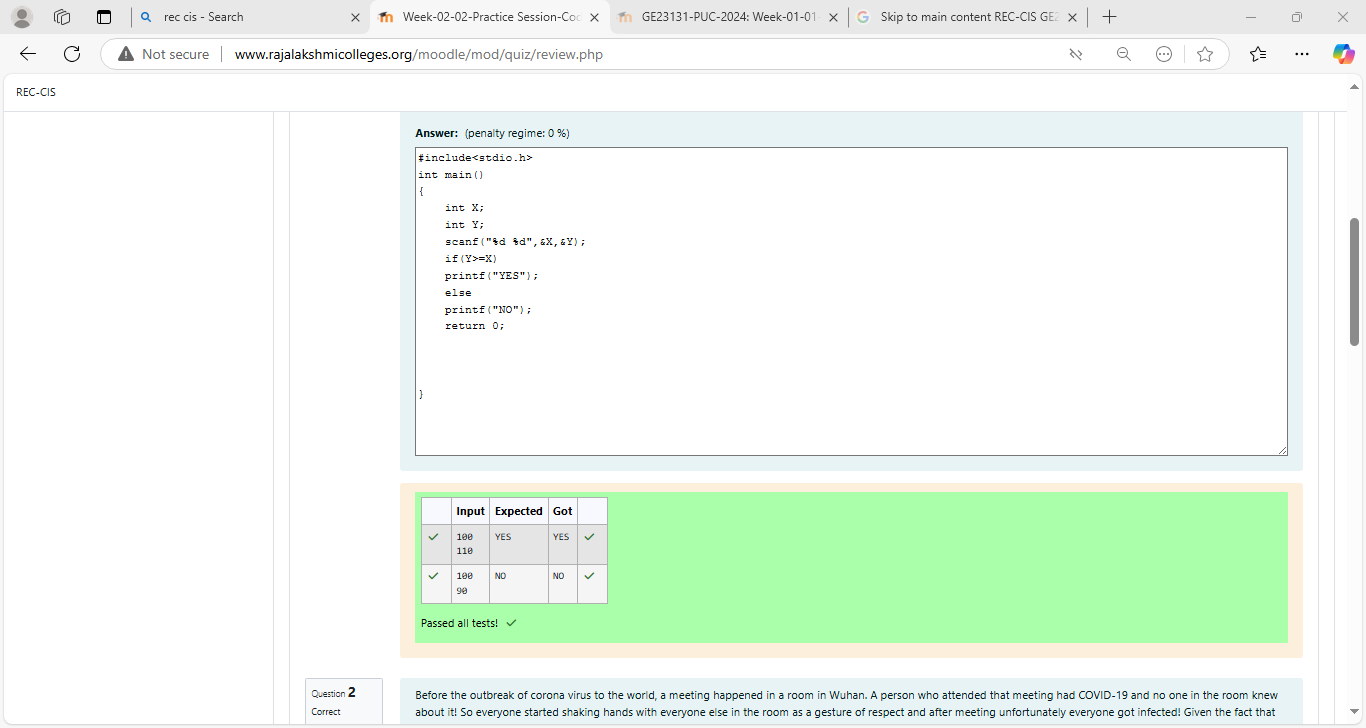 rec cis - Search
Week-02-02-Practice Session-Coc
GE23131-PUC-2024: Week-01-01-
Skip to main content REC-CIS GE2
Not secure
www.rajalakshmicolleges.org/moodle/mod/quiz/review.php
REC-CIS
Answer: (penalty regime: 0 %)
#include<stdio.h>
int main()
{
    int X;
    int Y;
    scanf("%d %d",&X,&Y);
    if(Y>=X)
    printf("YES");
    else
    printf("NO");
    return 0;
}
Input Expected Got
100 YES YES
110
100 NO NO
90
Passed all tests!
Question 2
Correct
Before the outbreak of corona virus to the world, a meeting happened in a room in Wuhan. A person who attended that meeting had COVID-19 and no one in the room knew
about it! So everyone started shaking hands with everyone else in the room as a gesture of respect and after meeting unfortunately everyone got infected! Given the fact that